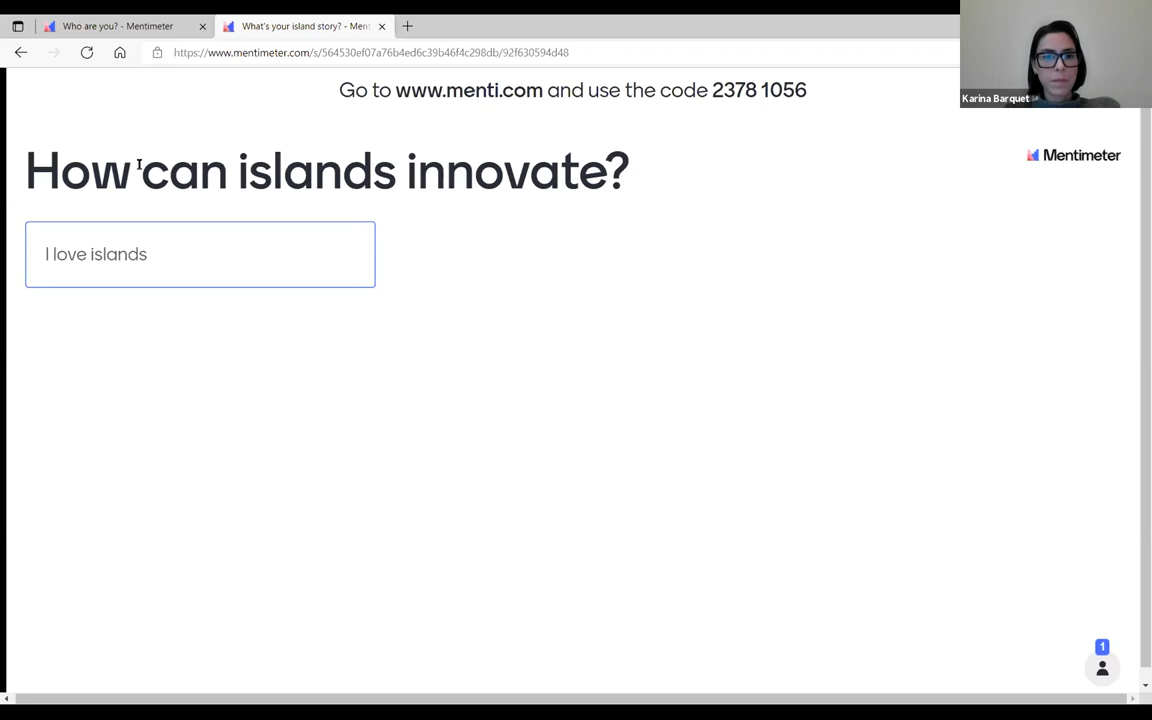 Who are you? - Mentimeter
What's your island story? - Ment
https://www.mentimeter.com/s/564530ef07a76b4ed6c39b46f4c298db/92f630594d48
Go to www.menti.com and use the code 2378 1056
Karina Barquet
How can islands innovate?
Mentimeter
I love islands
1